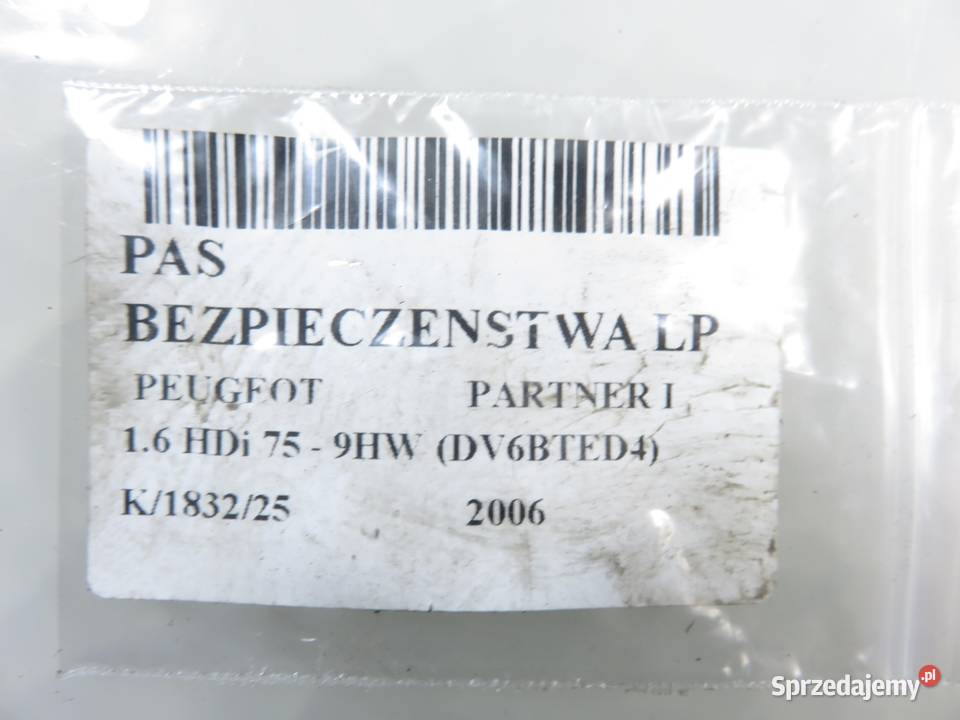 PAS
BEZPIECZENSTWA LP
PEUGEOT PARTNER I
1.6 HDi 75 - 9HW (DV6BTED4)
K/1832/25 2006
Sprzedajemy.pl